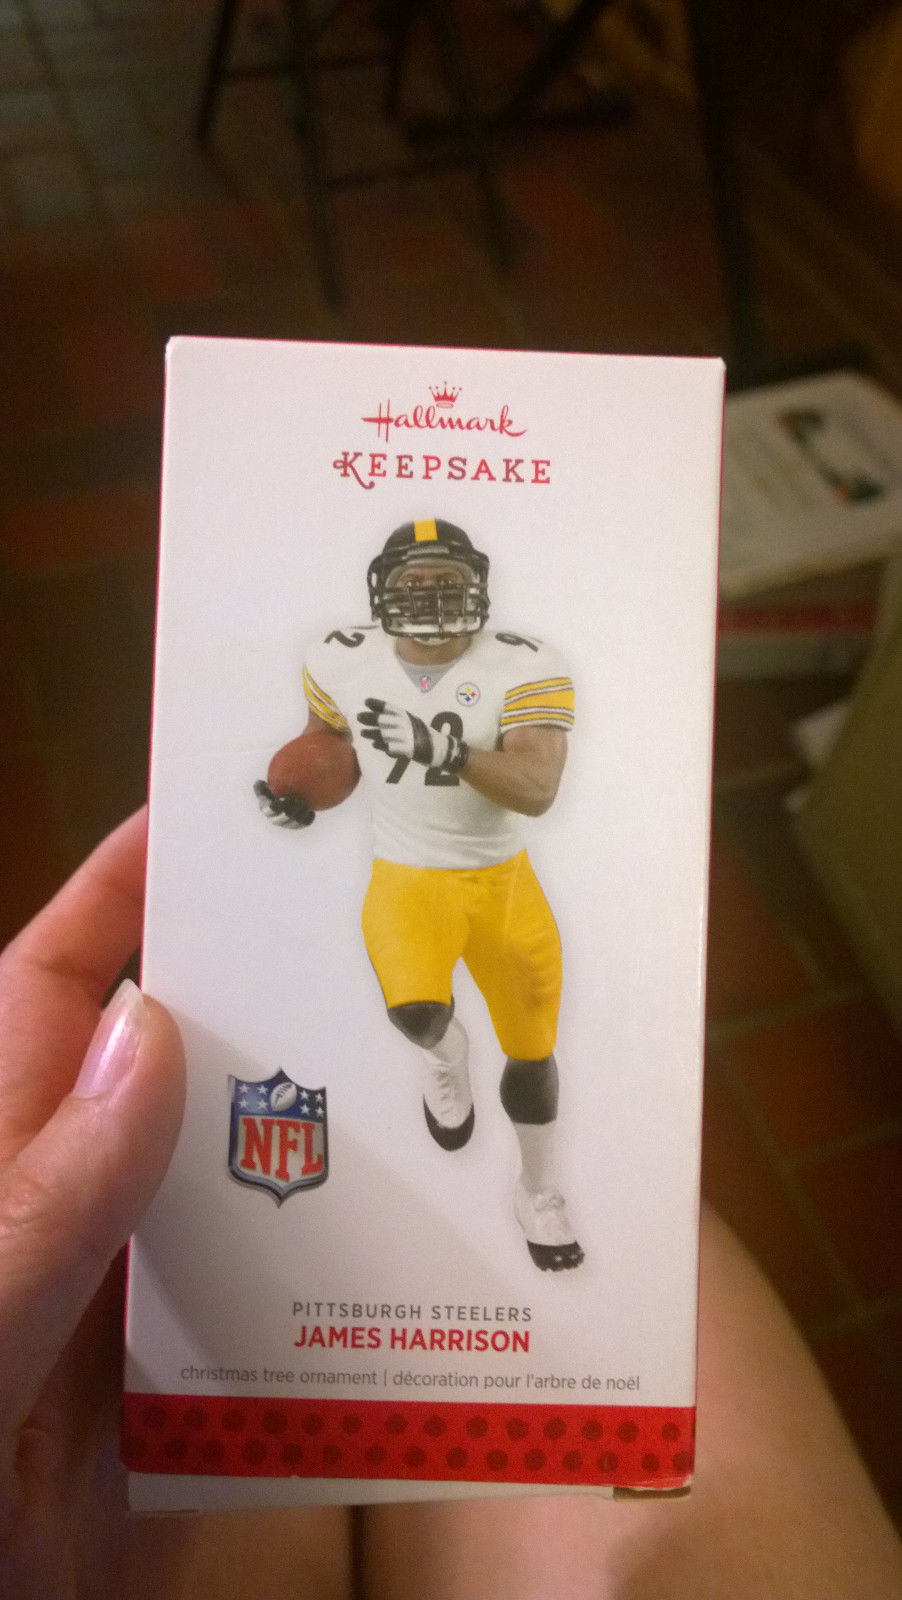 Hallmark
KEEPSAKE
92
92
NFL
PITTSBURGH STEELERS
JAMES HARRISON
christmas tree ornament | décoration pour l'arbre de noël